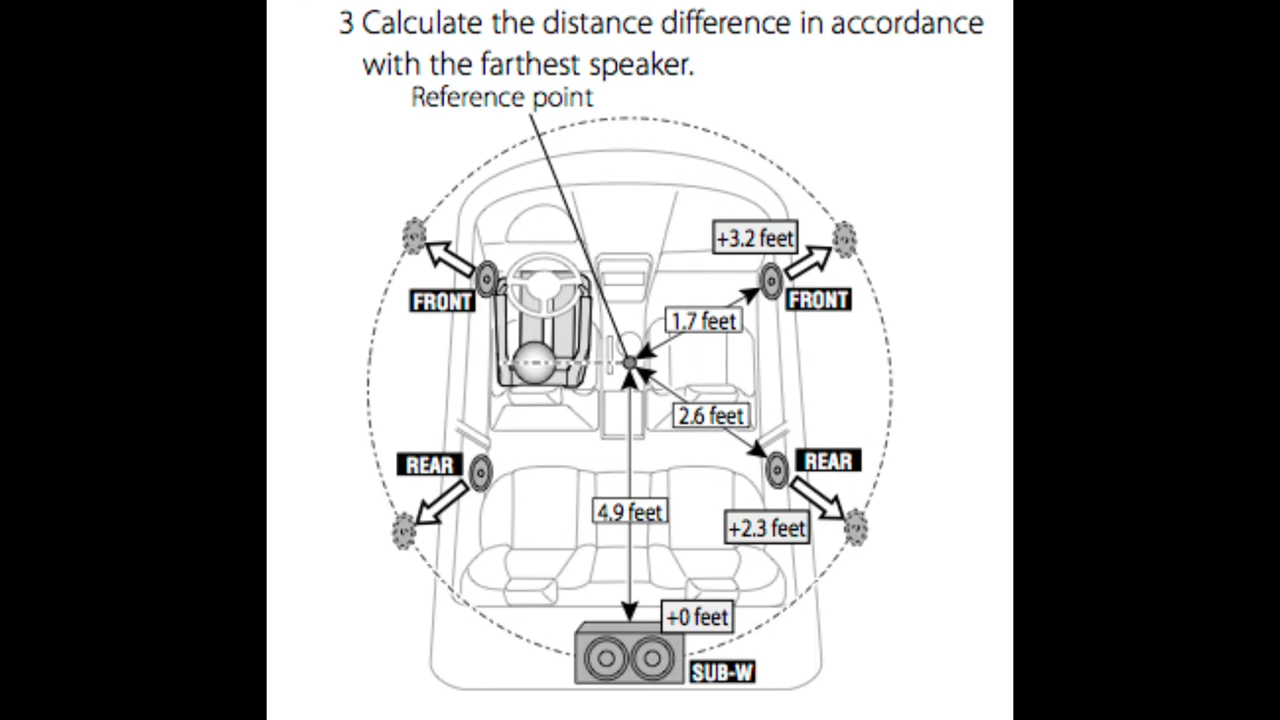 3 Calculate the distance difference in accordance
with the farthest speaker.
Reference point
+3.2 feet
FRONT
FRONT
1.7 feet
2.6 feet
REAR
REAR
4.9 feet
+2.3 feet
+0 feet
SUB-W